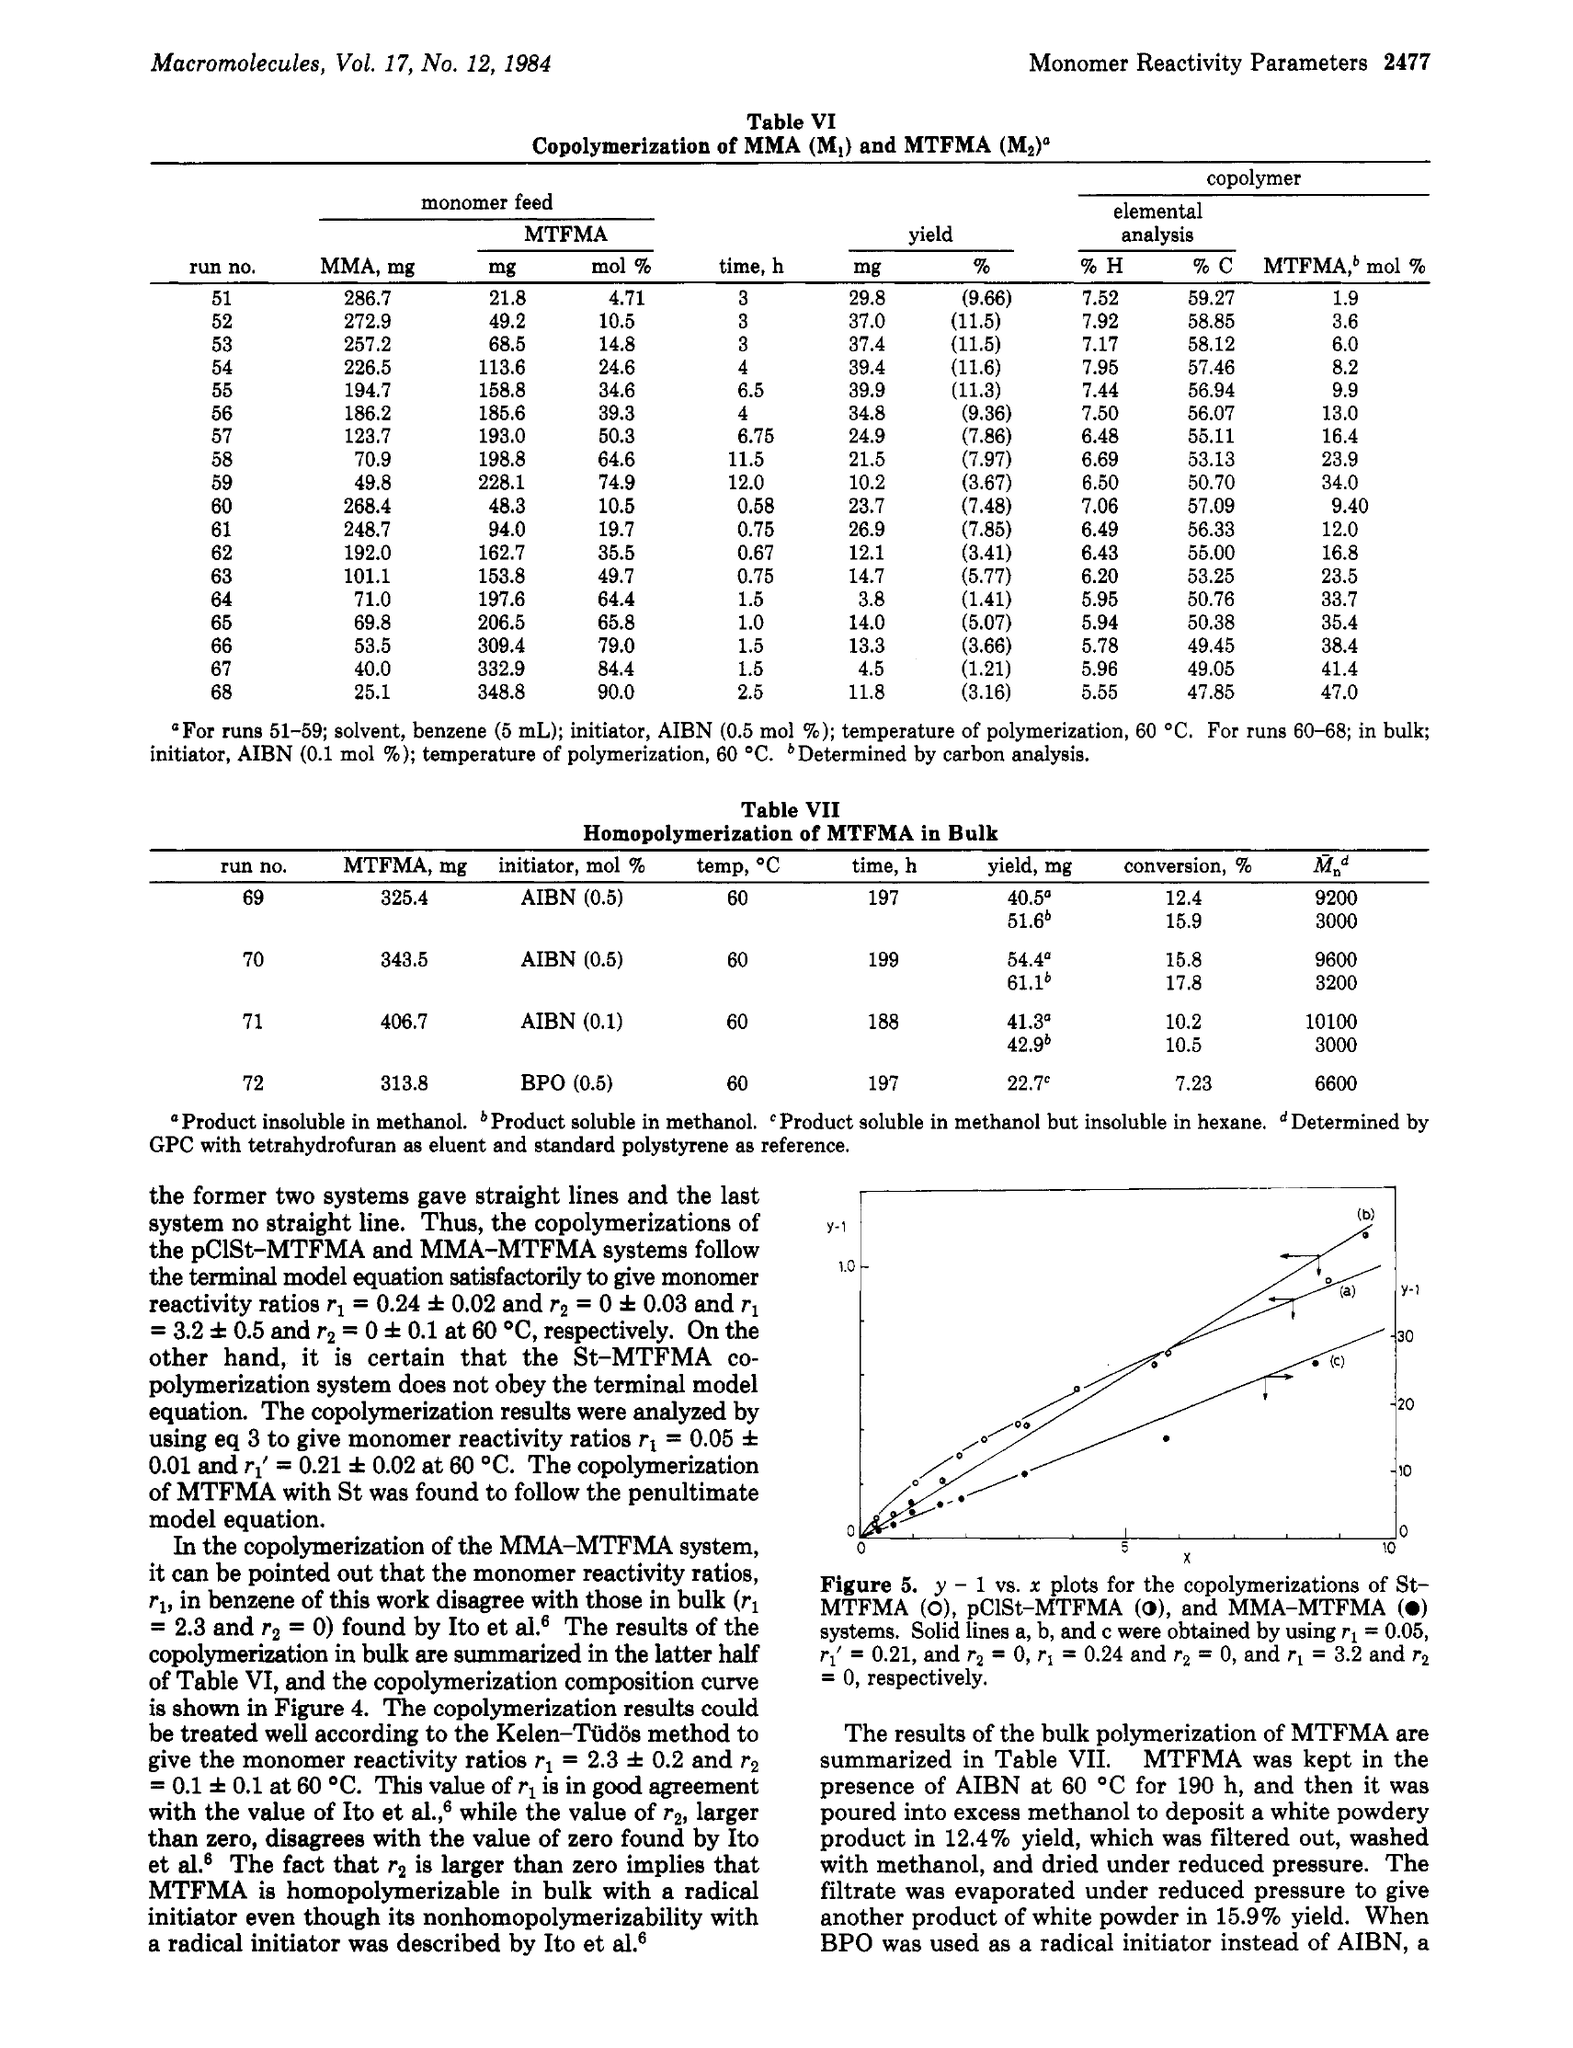 Macromolecules, Vol. 17, No. 12, 1984 Monomer Reactivity Parameters 2477
Table VI
Copolymerization of MMA (M₁) and MTFMA (M₂)ᵃ
copolymer
monomer feed
elemental
MTFMA yield analysis
run no. MMA, mg mg mol % time, h mg % % H % C MTFMA,ᵇ mol %
51 286.7 21.8 4.71 3 29.8 (9.66) 7.52 59.27 1.9
52 272.9 49.2 10.5 3 37.0 (11.5) 7.92 58.85 3.6
53 257.2 68.5 14.8 3 37.4 (11.5) 7.17 58.12 6.0
54 226.5 113.6 24.6 4 39.4 (11.6) 7.95 57.46 8.2
55 194.7 158.8 34.6 6.5 39.9 (11.3) 7.44 56.94 9.9
56 186.2 185.6 39.3 4 34.8 (9.36) 7.50 56.07 13.0
57 123.7 193.0 50.3 6.75 24.9 (7.86) 6.48 55.11 16.4
58 70.9 198.8 64.6 11.5 21.5 (7.97) 6.69 53.13 23.9
59 49.8 228.1 74.9 12.0 10.2 (3.67) 6.50 50.70 34.0
60 268.4 48.3 10.5 0.58 23.7 (7.48) 7.06 57.09 9.40
61 248.7 94.0 19.7 0.75 26.9 (7.85) 6.49 56.33 12.0
62 192.0 162.7 35.5 0.67 12.1 (3.41) 6.43 55.00 16.8
63 101.1 153.8 49.7 0.75 14.7 (5.77) 6.20 53.25 23.5
64 71.0 197.6 64.4 1.5 3.8 (1.41) 5.95 50.76 33.7
65 69.8 206.5 65.8 1.0 14.0 (5.07) 5.94 50.38 35.4
66 53.5 309.4 79.0 1.5 13.3 (3.66) 5.78 49.45 38.4
67 40.0 332.9 84.4 1.5 4.5 (1.21) 5.96 49.05 41.4
68 25.1 348.8 90.0 2.5 11.8 (3.16) 5.55 47.85 47.0
ᵃ For runs 51–59; solvent, benzene (5 mL); initiator, AIBN (0.5 mol %); temperature of polymerization, 60 °C. For runs 60–68; in bulk;
initiator, AIBN (0.1 mol %); temperature of polymerization, 60 °C. ᵇ Determined by carbon analysis.
Table VII
Homopolymerization of MTFMA in Bulk
run no. MTFMA, mg initiator, mol % temp, °C time, h yield, mg conversion, % M̄ₙᵈ
69 325.4 AIBN (0.5) 60 197 40.5ᵃ 12.4 9200
51.6ᵇ 15.9 3000
70 343.5 AIBN (0.5) 60 199 54.4ᵃ 15.8 9600
61.1ᵇ 17.8 3200
71 406.7 AIBN (0.1) 60 188 41.3ᵃ 10.2 10100
42.9ᵇ 10.5 3000
72 313.8 BPO (0.5) 60 197 22.7ᶜ 7.23 6600
ᵃ Product insoluble in methanol. ᵇ Product soluble in methanol. ᶜ Product soluble in methanol but insoluble in hexane. ᵈ Determined by
GPC with tetrahydrofuran as eluent and standard polystyrene as reference.
the former two systems gave straight lines and the last
system no straight line. Thus, the copolymerizations of
the pClSt–MTFMA and MMA–MTFMA systems follow
the terminal model equation satisfactorily to give monomer
reactivity ratios r₁ = 0.24 ± 0.02 and r₂ = 0 ± 0.03 and r₁
= 3.2 ± 0.5 and r₂ = 0 ± 0.1 at 60 °C, respectively. On the
other hand, it is certain that the St–MTFMA co-
polymerization system does not obey the terminal model
equation. The copolymerization results were analyzed by
using eq 3 to give monomer reactivity ratios r₁ = 0.05 ±
0.01 and r₁′ = 0.21 ± 0.02 at 60 °C. The copolymerization
of MTFMA with St was found to follow the penultimate
model equation.
In the copolymerization of the MMA–MTFMA system,
it can be pointed out that the monomer reactivity ratios,
r₁, in benzene of this work disagree with those in bulk (r₁
= 2.3 and r₂ = 0) found by Ito et al.⁶ The results of the
copolymerization in bulk are summarized in the latter half
of Table VI, and the copolymerization composition curve
is shown in Figure 4. The copolymerization results could
be treated well according to the Kelen–Tüdös method to
give the monomer reactivity ratios r₁ = 2.3 ± 0.2 and r₂
= 0.1 ± 0.1 at 60 °C. This value of r₁ is in good agreement
with the value of Ito et al.,⁶ while the value of r₂, larger
than zero, disagrees with the value of zero found by Ito
et al.⁶ The fact that r₂ is larger than zero implies that
MTFMA is homopolymerizable in bulk with a radical
initiator even though its nonhomopolymerizability with
a radical initiator was described by Ito et al.⁶
y-1
(b)
1.0
(a)
y-1
30
(c)
20
10
0
0
0
5
10
x
Figure 5. y – 1 vs. x plots for the copolymerizations of St–
MTFMA (○), pClSt–MTFMA (◑), and MMA–MTFMA (●)
systems. Solid lines a, b, and c were obtained by using r₁ = 0.05,
r₁′ = 0.21, and r₂ = 0, r₁ = 0.24 and r₂ = 0, and r₁ = 3.2 and r₂
= 0, respectively.
The results of the bulk polymerization of MTFMA are
summarized in Table VII. MTFMA was kept in the
presence of AIBN at 60 °C for 190 h, and then it was
poured into excess methanol to deposit a white powdery
product in 12.4% yield, which was filtered out, washed
with methanol, and dried under reduced pressure. The
filtrate was evaporated under reduced pressure to give
another product of white powder in 15.9% yield. When
BPO was used as a radical initiator instead of AIBN, a